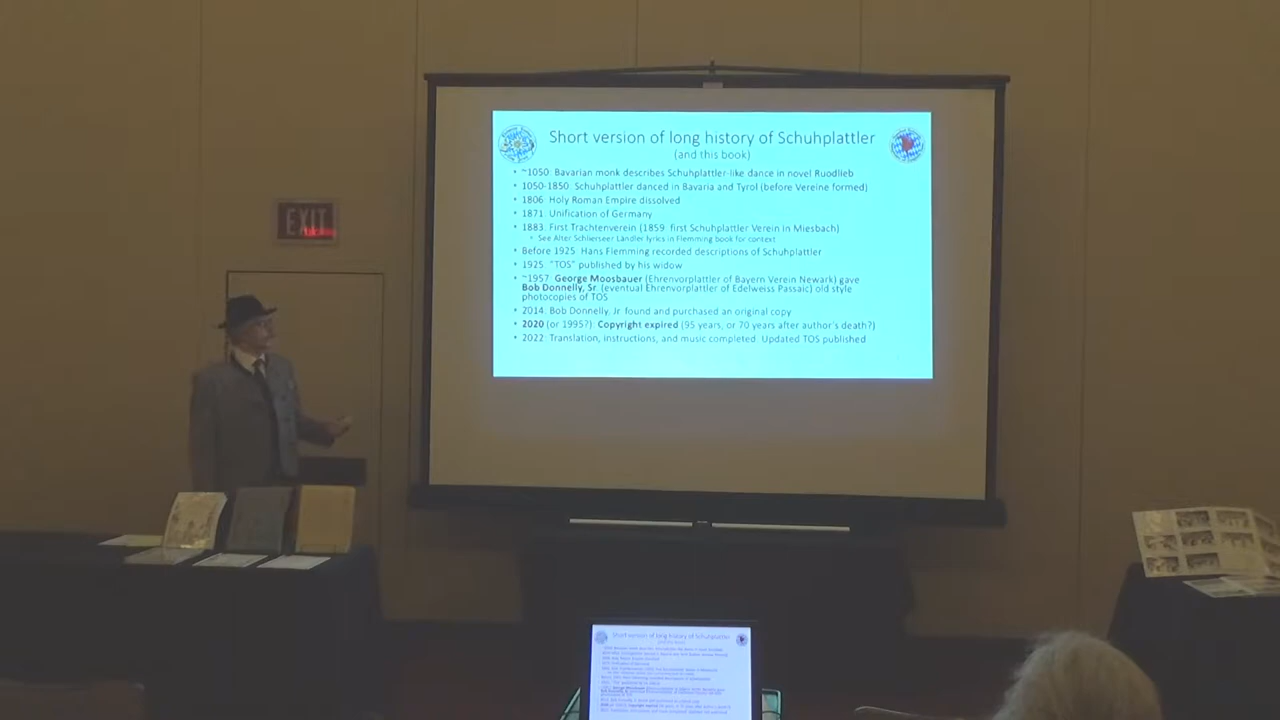 EXIT
Short version of long history of Schuhplattler
(and this book)
• ~1050: Bavarian monk describes Schuhplattler-like dance in novel Ruodlieb
• 1050-1850: Schuhplattler danced in Bavaria and Tyrol (before Vereine formed)
• 1806: Holy Roman Empire dissolved
• 1871: Unification of Germany
• 1883: First Trachtenverein (1859: first Schuhplattler Verein in Miesbach)
• See Alter Schlierseer Ländler lyrics in Flemming book for context
• Before 1925: Hans Flemming recorded descriptions of Schuhplattler
• 1925: "TOS" published by his widow
• ~1957: George Moosbauer (Ehrenvorplattler of Bayern Verein Newark) gave
Bob Donnelly, Sr. (eventual Ehrenvorplattler of Edelweiss Passaic) old style
photocopies of TOS
• 2014: Bob Donnelly, Jr found and purchased an original copy
• 2020 (or 1995?): Copyright expired (95 years, or 70 years after author's death?)
• 2022: Translation, instructions, and music completed. Updated TOS published
Short version of long history of Schuhplattler
(and this book)